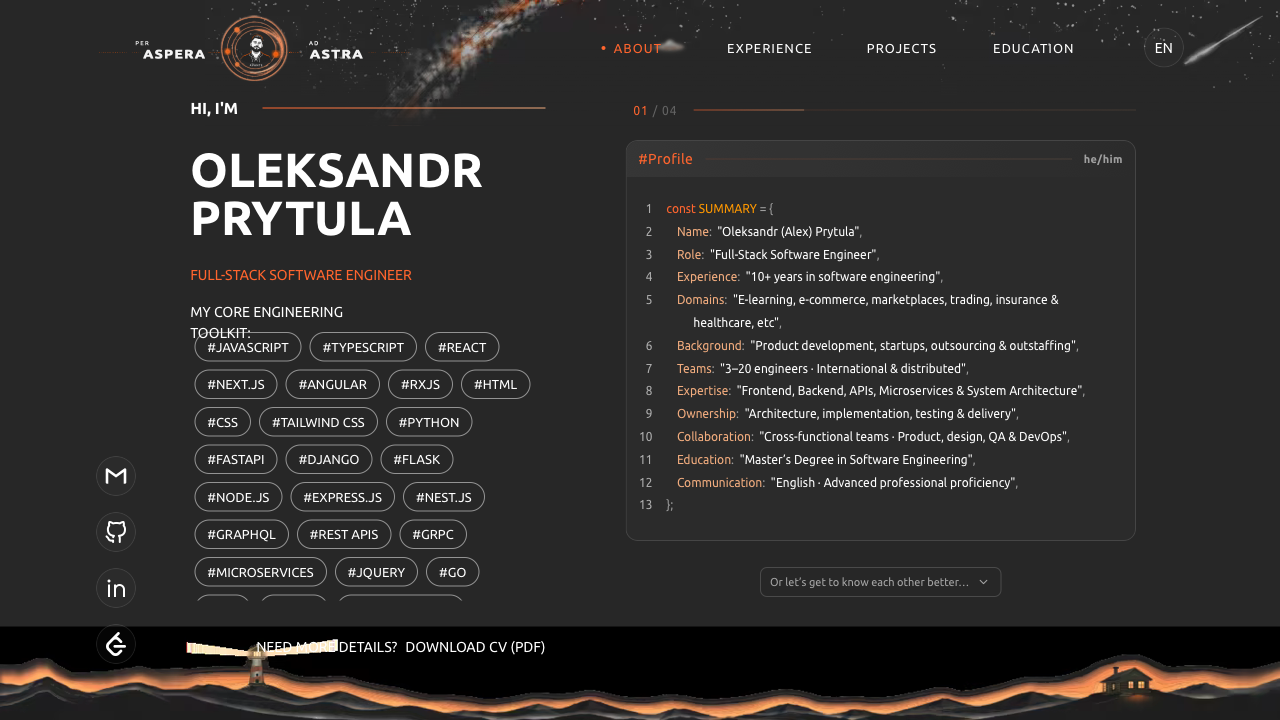 PER
ASPERA
AD
ASTRA
• ABOUT
EXPERIENCE
PROJECTS
EDUCATION
EN
HI, I'M
OLEKSANDR
PRYTULA
FULL-STACK SOFTWARE ENGINEER
MY CORE ENGINEERING
TOOLKIT:
#JAVASCRIPT #TYPESCRIPT #REACT
#NEXT.JS #ANGULAR #RXJS #HTML
#CSS #TAILWIND CSS #PYTHON
#FASTAPI #DJANGO #FLASK
#NODE.JS #EXPRESS.JS #NEST.JS
#GRAPHQL #REST APIS #GRPC
#MICROSERVICES #JQUERY #GO
NEED MORE DETAILS? DOWNLOAD CV (PDF)
01 / 04
#Profile he/him
1 const SUMMARY = {
2 Name: "Oleksandr (Alex) Prytula",
3 Role: "Full-Stack Software Engineer",
4 Experience: "10+ years in software engineering",
5 Domains: "E-learning, e-commerce, marketplaces, trading, insurance &
healthcare, etc",
6 Background: "Product development, startups, outsourcing & outstaffing",
7 Teams: "3–20 engineers · International & distributed",
8 Expertise: "Frontend, Backend, APIs, Microservices & System Architecture",
9 Ownership: "Architecture, implementation, testing & delivery",
10 Collaboration: "Cross-functional teams · Product, design, QA & DevOps",
11 Education: "Master’s Degree in Software Engineering",
12 Communication: "English · Advanced professional proficiency",
13 };
Or let’s get to know each other better…